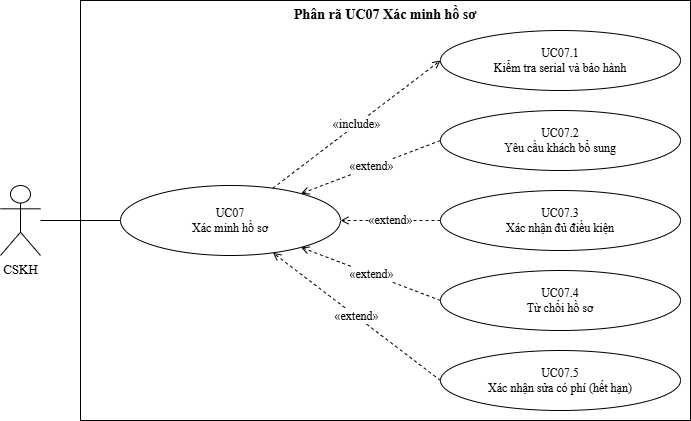 Phân rã UC07 Xác minh hồ sơ
UC07.1
Kiểm tra serial và bảo hành
«include»
UC07.2
Yêu cầu khách bổ sung
«extend»
UC07
Xác minh hồ sơ
«extend»
UC07.3
Xác nhận đủ điều kiện
CSKH
«extend»
UC07.4
Từ chối hồ sơ
«extend»
UC07.5
Xác nhận sửa có phí (hết hạn)